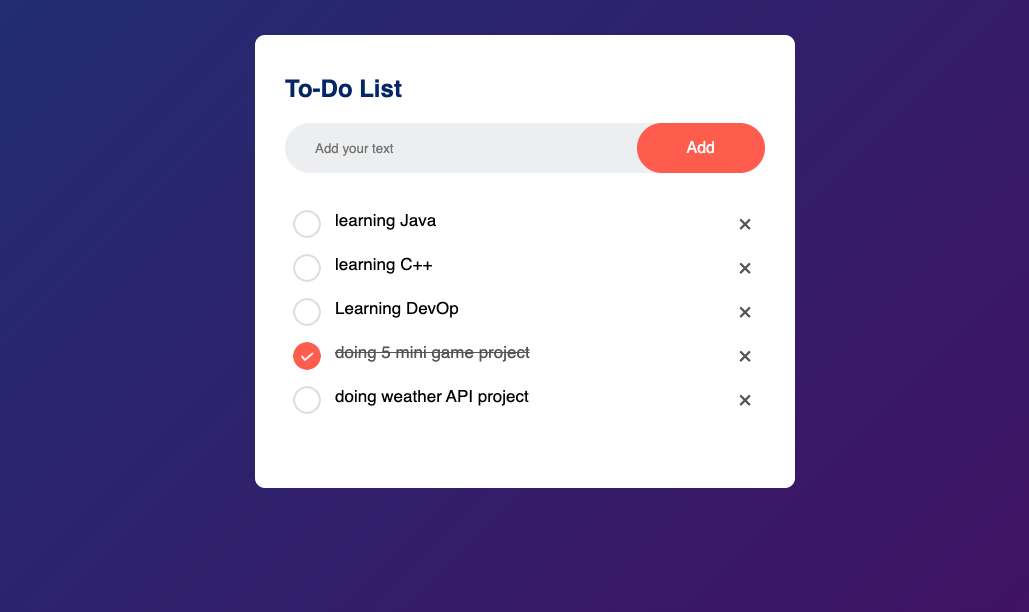 To-Do List
Add your text
Add
learning Java
learning C++
Learning DevOp
doing 5 mini game project
doing weather API project